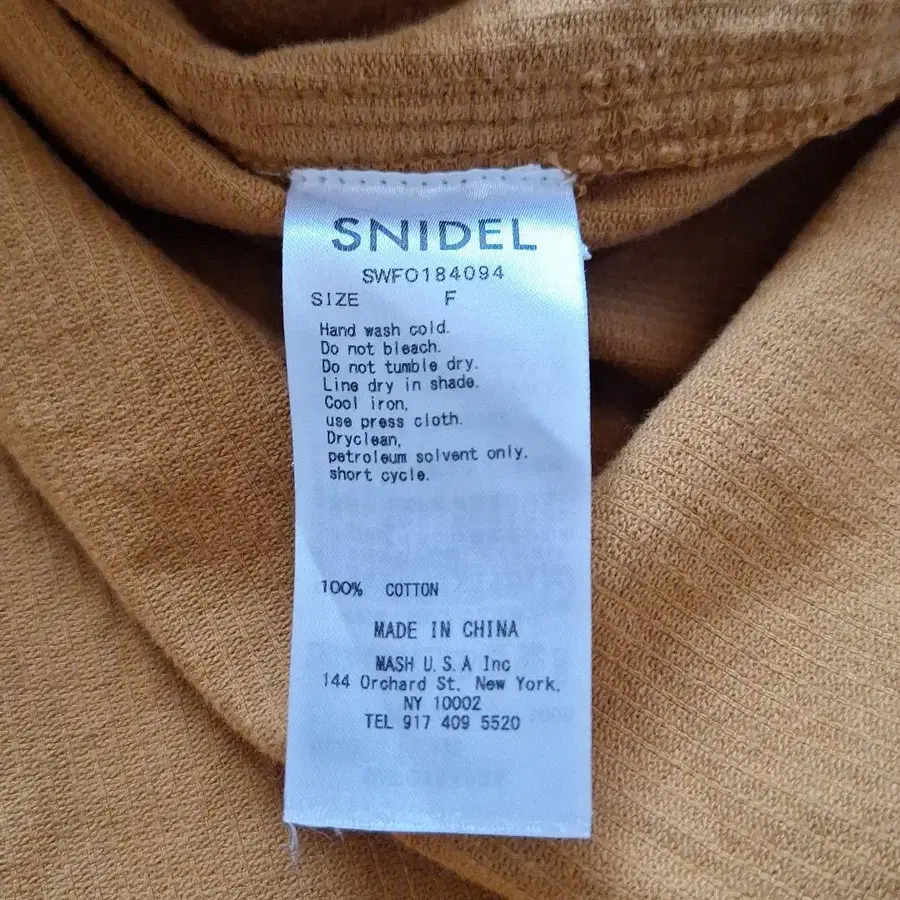 SNIDEL
SWFO184094
SIZE F
Hand wash cold.
Do not bleach.
Do not tumble dry.
Line dry in shade.
Cool iron,
use press cloth.
Dryclean,
petroleum solvent only.
short cycle.
100% COTTON
MADE IN CHINA
MASH U.S.A Inc
144 Orchard St. New York,
NY 10002
TEL 917 409 5520